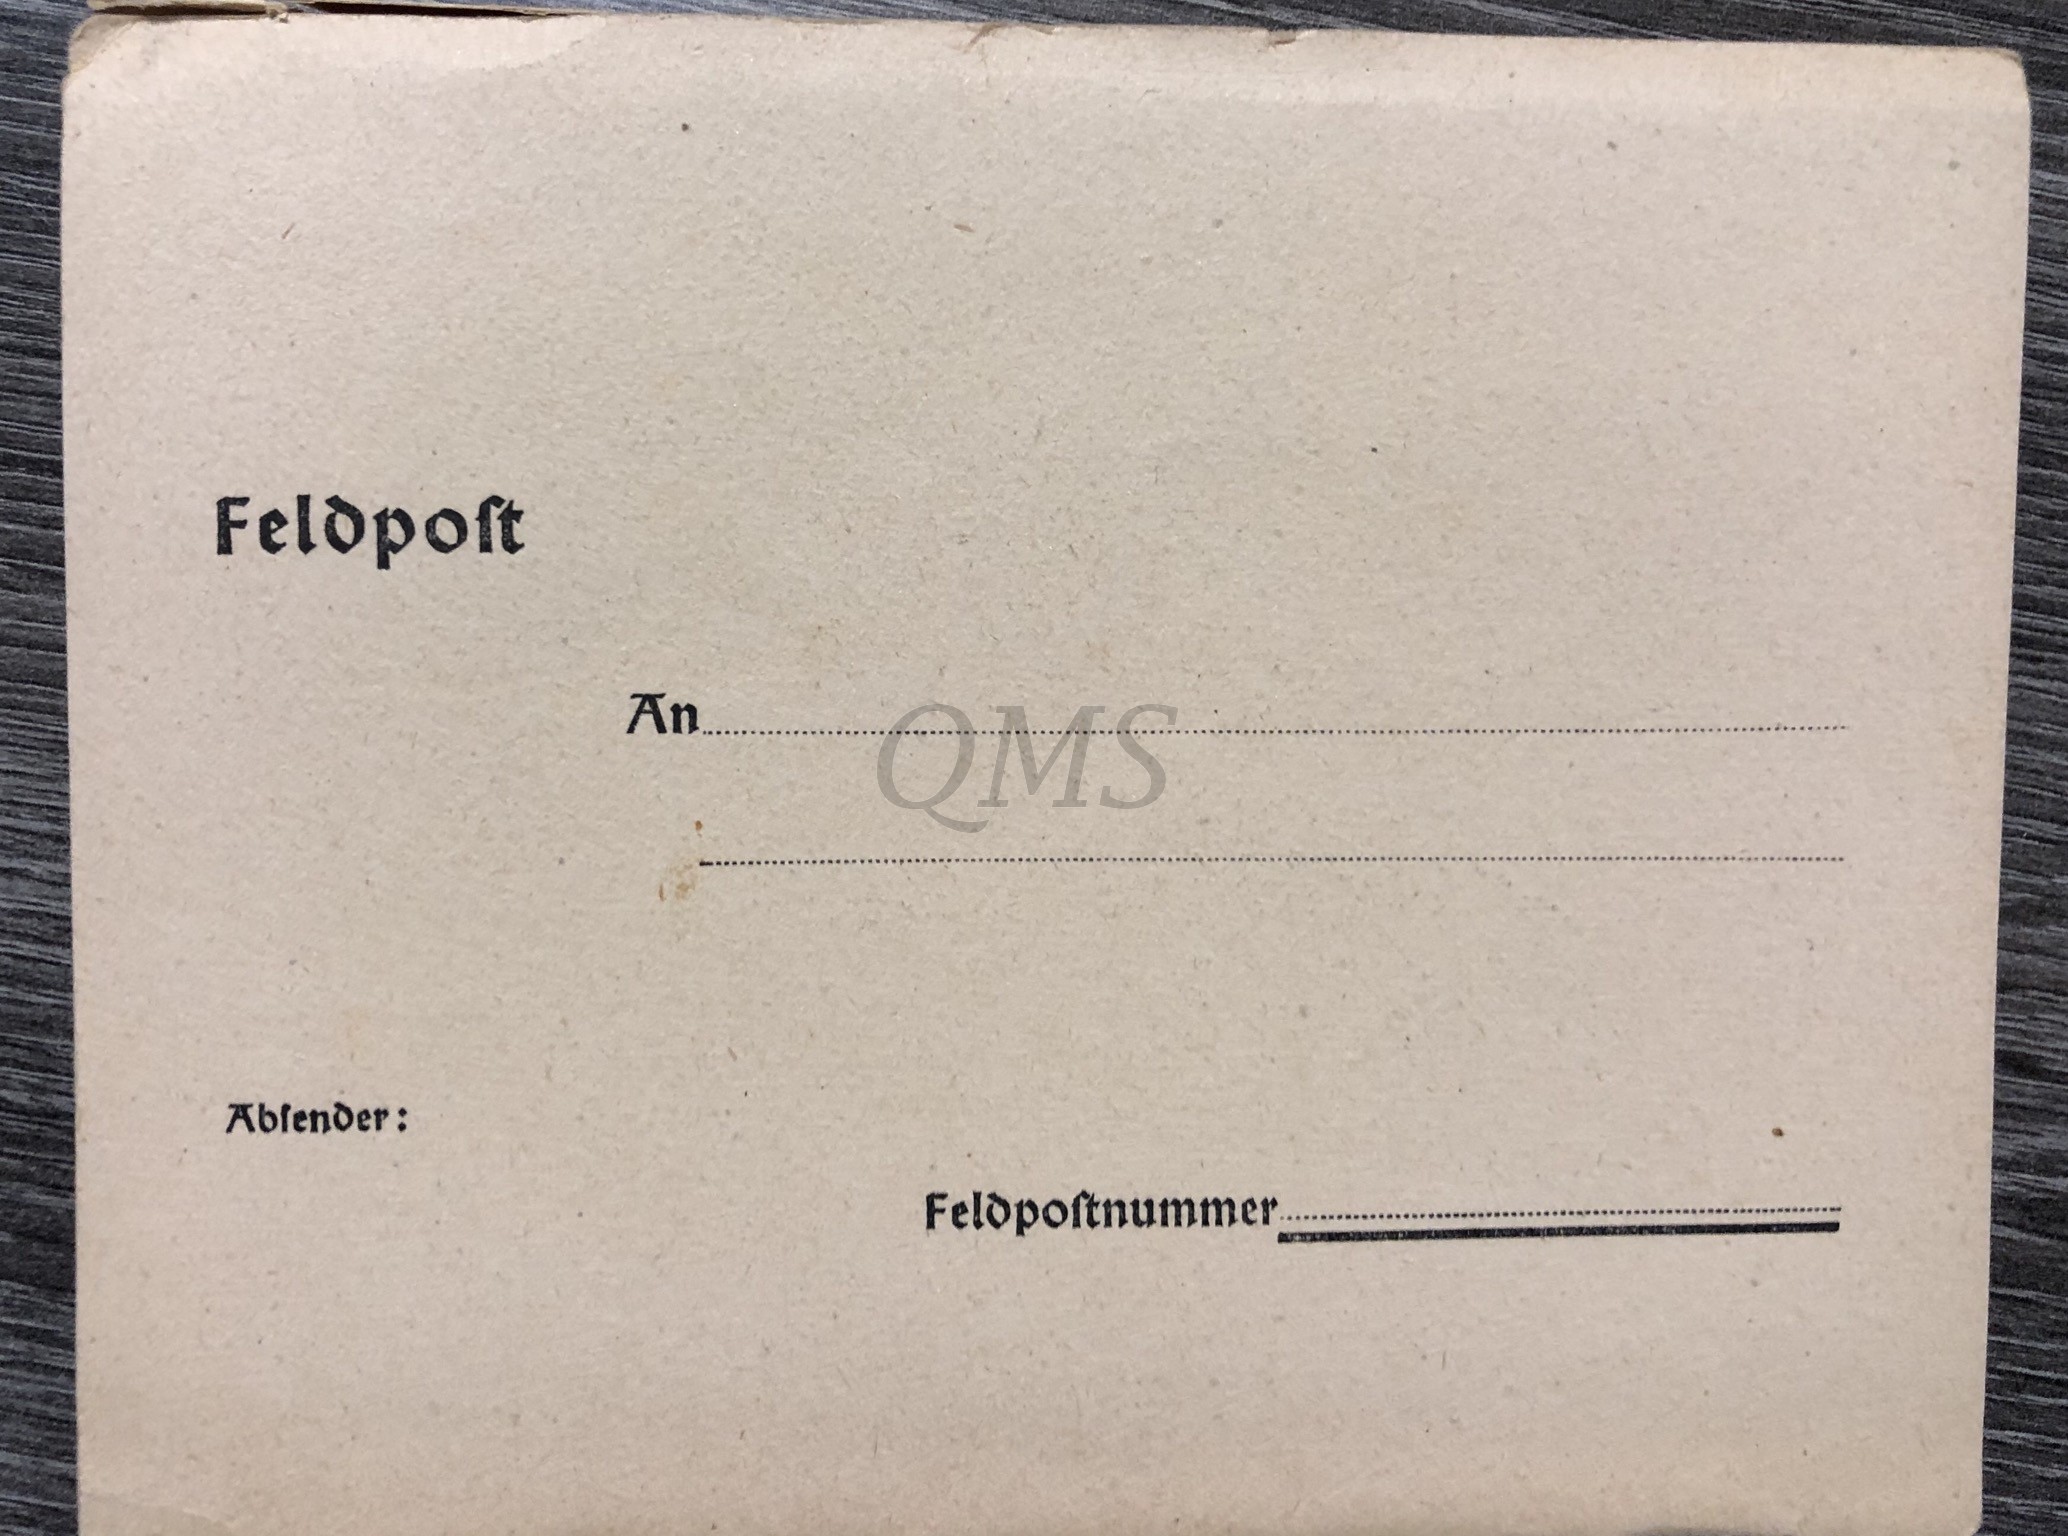 Feldpoſt
An
QMS
Abſender:
Feldpoſtnummer